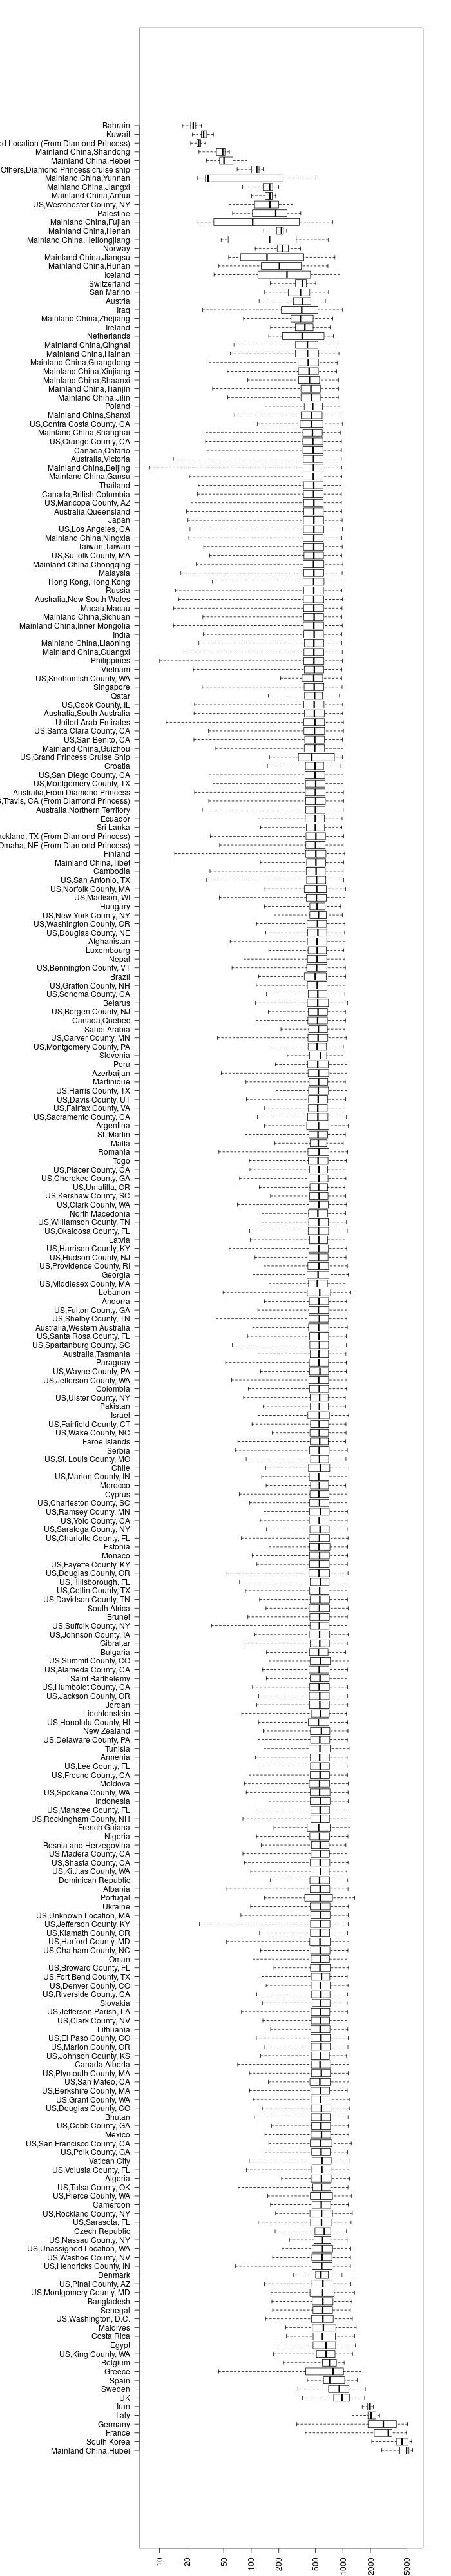 Bahrain
Kuwait
ed Location (From Diamond Princess)
Mainland China,Shandong
Mainland China,Hebei
Others,Diamond Princess cruise ship
Mainland China,Yunnan
Mainland China,Jiangxi
Mainland China,Anhui
US,Westchester County, NY
Palestine
Mainland China,Fujian
Mainland China,Henan
Mainland China,Heilongjiang
Norway
Mainland China,Jiangsu
Mainland China,Hunan
Iceland
Switzerland
San Marino
Austria
Iraq
Mainland China,Zhejiang
Ireland
Netherlands
Mainland China,Qinghai
Mainland China,Hainan
Mainland China,Guangdong
Mainland China,Xinjiang
Mainland China,Shaanxi
Mainland China,Tianjin
Mainland China,Jilin
Poland
Mainland China,Shanxi
US,Contra Costa County, CA
Mainland China,Shanghai
US,Orange County, CA
Canada,Ontario
Australia,Victoria
Mainland China,Beijing
Mainland China,Gansu
Thailand
Canada,British Columbia
US,Maricopa County, AZ
Australia,Queensland
Japan
US,Los Angeles, CA
Mainland China,Ningxia
Taiwan,Taiwan
US,Suffolk County, MA
Mainland China,Chongqing
Malaysia
Hong Kong,Hong Kong
Russia
Australia,New South Wales
Macau,Macau
Mainland China,Sichuan
Mainland China,Inner Mongolia
India
Mainland China,Liaoning
Mainland China,Guangxi
Philippines
Vietnam
US,Snohomish County, WA
Singapore
Qatar
US,Cook County, IL
Australia,South Australia
United Arab Emirates
US,Santa Clara County, CA
US,San Benito, CA
Mainland China,Guizhou
US,Grand Princess Cruise Ship
Croatia
US,San Diego County, CA
US,Montgomery County, TX
Australia,From Diamond Princess
S,Travis, CA (From Diamond Princess)
Australia,Northern Territory
Ecuador
Sri Lanka
ackland, TX (From Diamond Princess)
Omaha, NE (From Diamond Princess)
Finland
Mainland China,Tibet
Cambodia
US,San Antonio, TX
US,Norfolk County, MA
US,Madison, WI
Hungary
US,New York County, NY
US,Washington County, OR
US,Douglas County, NE
Afghanistan
Luxembourg
Nepal
US,Bennington County, VT
Brazil
US,Grafton County, NH
US,Sonoma County, CA
Belarus
US,Bergen County, NJ
Canada,Quebec
Saudi Arabia
US,Carver County, MN
US,Montgomery County, PA
Slovenia
Peru
Azerbaijan
Martinique
US,Harris County, TX
US,Davis County, UT
US,Fairfax County, VA
US,Sacramento County, CA
Argentina
St. Martin
Malta
Romania
Togo
US,Placer County, CA
US,Cherokee County, GA
US,Umatilla, OR
US,Kershaw County, SC
US,Clark County, WA
North Macedonia
US,Williamson County, TN
US,Okaloosa County, FL
Latvia
US,Harrison County, KY
US,Hudson County, NJ
US,Providence County, RI
Georgia
US,Middlesex County, MA
Lebanon
Andorra
US,Fulton County, GA
US,Shelby County, TN
Australia,Western Australia
US,Santa Rosa County, FL
US,Spartanburg County, SC
Australia,Tasmania
Paraguay
US,Wayne County, PA
US,Jefferson County, WA
Colombia
US,Ulster County, NY
Pakistan
Israel
US,Fairfield County, CT
US,Wake County, NC
Faroe Islands
Serbia
US,St. Louis County, MO
Chile
US,Marion County, IN
Morocco
Cyprus
US,Charleston County, SC
US,Ramsey County, MN
US,Yolo County, CA
US,Saratoga County, NY
US,Charlotte County, FL
Estonia
Monaco
US,Fayette County, KY
US,Douglas County, OR
US,Hillsborough, FL
US,Collin County, TX
US,Davidson County, TN
South Africa
Brunei
US,Suffolk County, NY
US,Johnson County, IA
Gibraltar
Bulgaria
US,Summit County, CO
US,Alameda County, CA
Saint Barthelemy
US,Humboldt County, CA
US,Jackson County, OR
Jordan
Liechtenstein
US,Honolulu County, HI
New Zealand
US,Delaware County, PA
Tunisia
Armenia
US,Lee County, FL
US,Fresno County, CA
Moldova
US,Spokane County, WA
Indonesia
US,Manatee County, FL
US,Rockingham County, NH
French Guiana
Nigeria
Bosnia and Herzegovina
US,Madera County, CA
US,Shasta County, CA
US,Kittitas County, WA
Dominican Republic
Albania
Portugal
Ukraine
US,Unknown Location, MA
US,Jefferson County, KY
US,Klamath County, OR
US,Harford County, MD
US,Chatham County, NC
Oman
US,Broward County, FL
US,Fort Bend County, TX
US,Denver County, CO
US,Riverside County, CA
Slovakia
US,Jefferson Parish, LA
US,Clark County, NV
Lithuania
US,El Paso County, CO
US,Marion County, OR
US,Johnson County, KS
Canada,Alberta
US,Plymouth County, MA
US,San Mateo, CA
US,Berkshire County, MA
US,Grant County, WA
US,Douglas County, CO
Bhutan
US,Cobb County, GA
Mexico
US,San Francisco County, CA
US,Polk County, GA
Vatican City
US,Volusia County, FL
Algeria
US,Tulsa County, OK
US,Pierce County, WA
Cameroon
US,Rockland County, NY
US,Sarasota, FL
Czech Republic
US,Nassau County, NY
US,Unassigned Location, WA
US,Washoe County, NV
US,Hendricks County, IN
Denmark
US,Pinal County, AZ
US,Montgomery County, MD
Bangladesh
Senegal
US,Washington, D.C.
Maldives
Costa Rica
Egypt
US,King County, WA
Belgium
Greece
Spain
Sweden
UK
Iran
Italy
Germany
France
South Korea
Mainland China,Hubei
10 20 50 100 200 500 1000 2000 5000